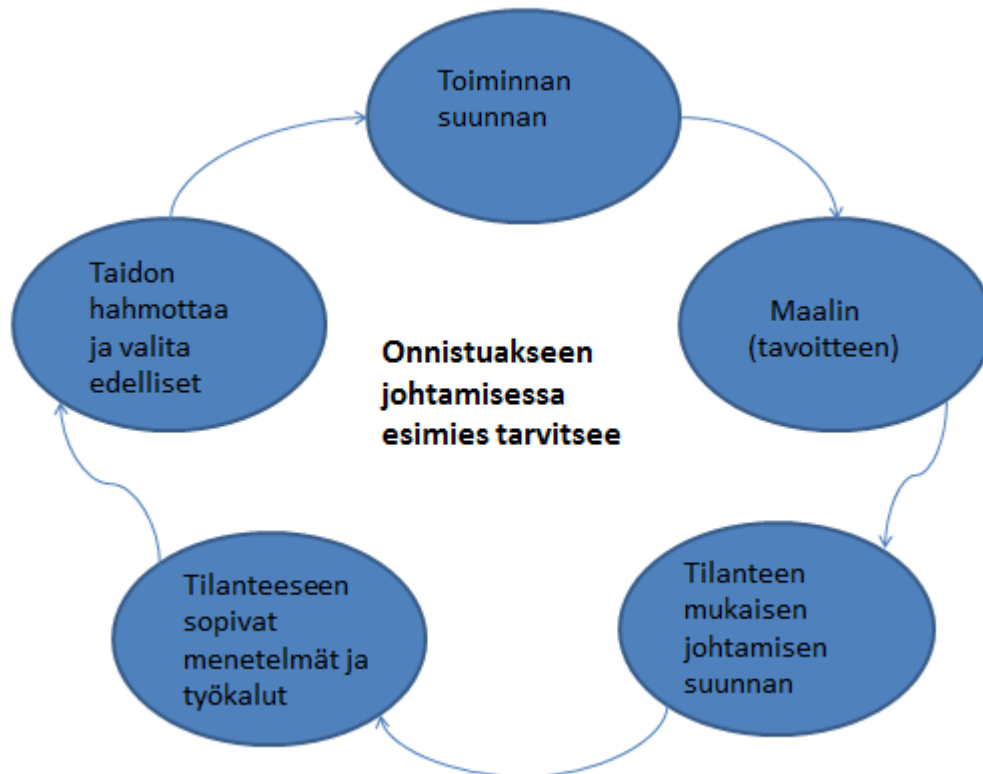 Toiminnan
suunnan
Maalin
(tavoitteen)
Tilanteen
mukaisen
johtamisen
suunnan
Tilanteeseen
sopivat
menetelmät ja
työkalut
Taidon
hahmottaa
ja valita
edelliset
Onnistuakseen
johtamisessa
esimies tarvitsee